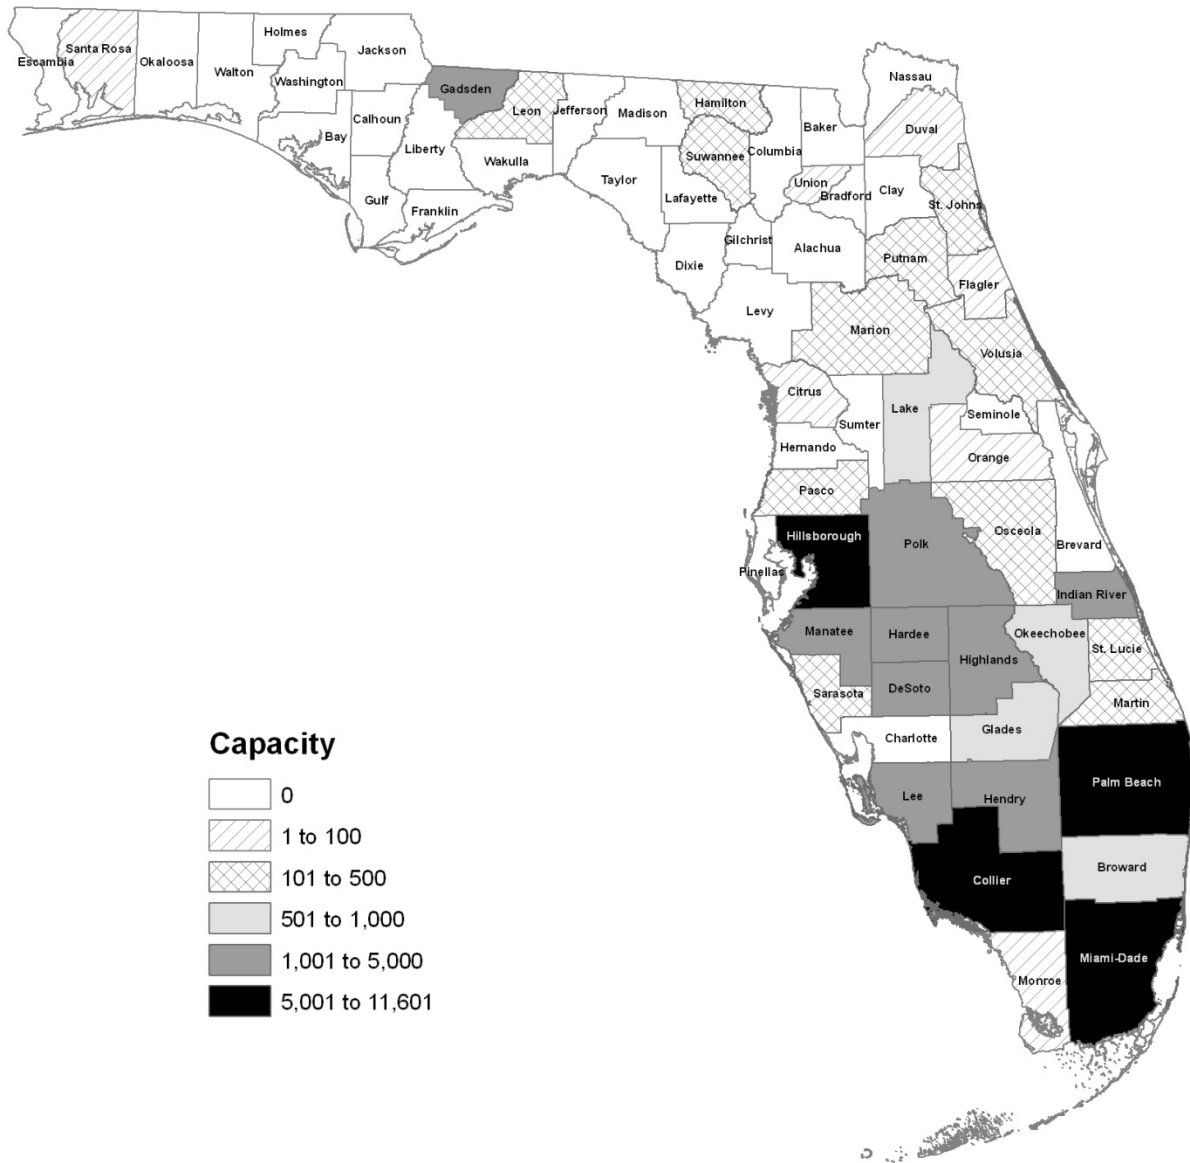 Holmes
Jackson
Santa Rosa
Escambia
Okaloosa
Walton
Washington
Gadsden
Nassau
Hamilton
Leon
Jefferson
Madison
Calhoun
Bay
Baker
Duval
Liberty
Wakulla
Suwannee
Columbia
Taylor
Lafayette
Union
Bradford
Clay
Gulf
Franklin
St. Johns
Gilchrist
Alachua
Dixie
Putnam
Flagler
Levy
Marion
Volusia
Citrus
Lake
Seminole
Sumter
Hernando
Orange
Pasco
Hillsborough
Polk
Osceola
Brevard
Pinellas
Indian River
Manatee
Hardee
Okeechobee
Highlands
St. Lucie
DeSoto
Sarasota
Martin
Glades
Charlotte
Capacity
0
1 to 100
101 to 500
501 to 1,000
1,001 to 5,000
5,001 to 11,601
Palm Beach
Lee
Hendry
Broward
Collier
Miami-Dade
Monroe